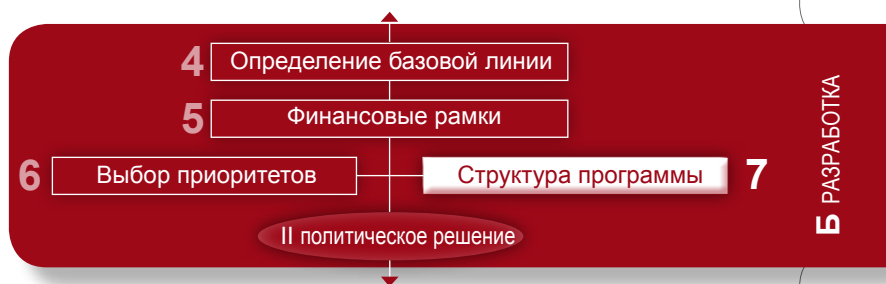 4 Определение базовой линии
5 Финансовые рамки
6 Выбор приоритетов
Структура программы 7
II политическое решение
Б РАЗРАБОТКА